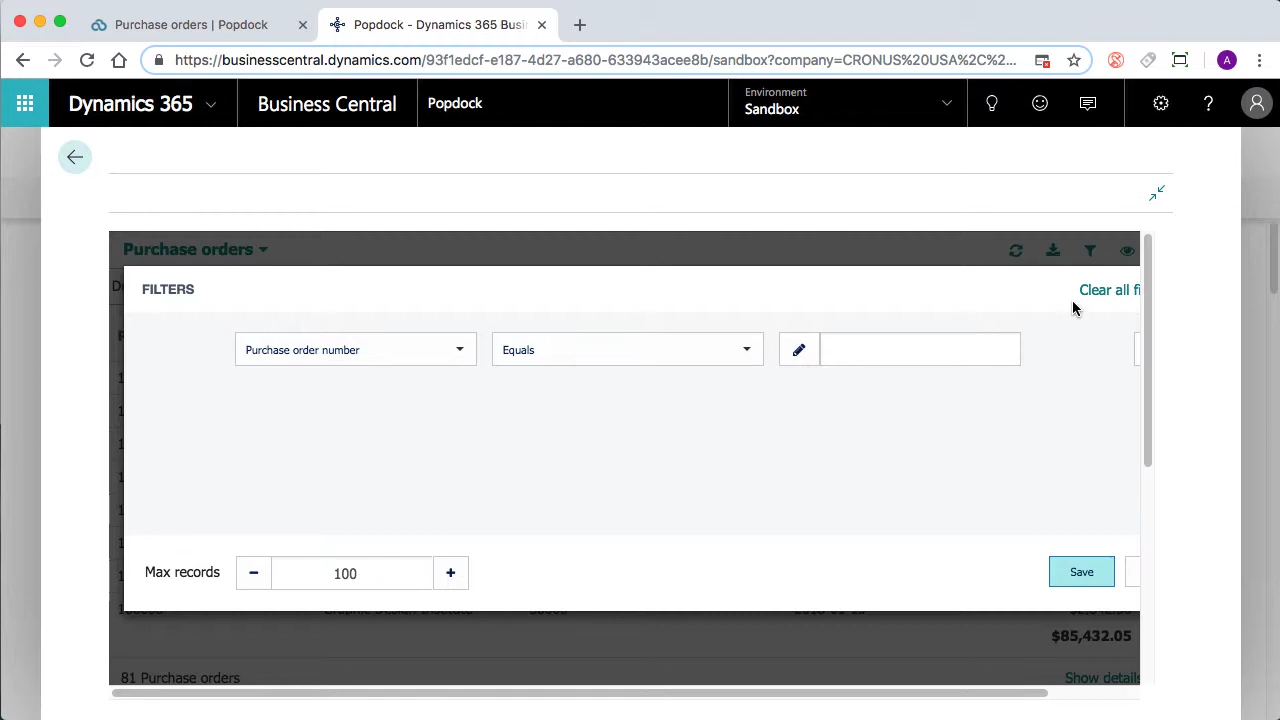 Purchase orders | Popdock
Popdock - Dynamics 365 Busi
https://businesscentral.dynamics.com/93f1edcf-e187-4d27-a680-633943acee8b/sandbox?company=CRONUS%20USA%2C%2...
A
Dynamics 365
Business Central
Popdock
Environment
Sandbox
Purchase orders
FILTERS
Clear all fi
Purchase order number
Equals
Max records
100
Save
$85,432.05
81 Purchase orders
Show details